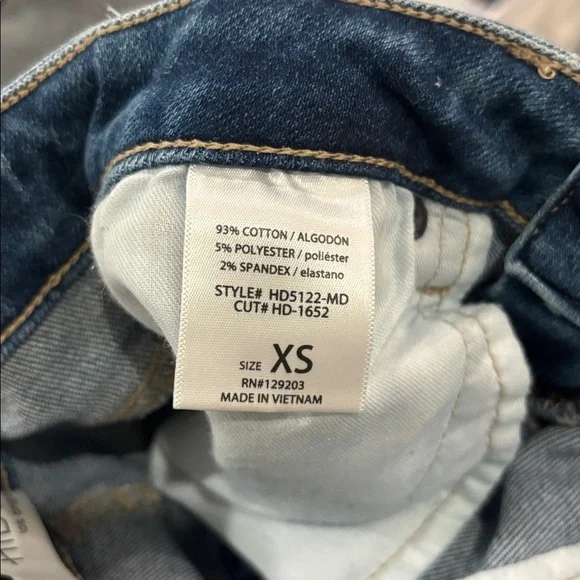 93% COTTON / ALGODÓN
5% POLYESTER / poliéster
2% SPANDEX / elastano
STYLE# HD5122-MD
CUT# HD-1652
SIZE XS
RN#129203
MADE IN VIETNAM